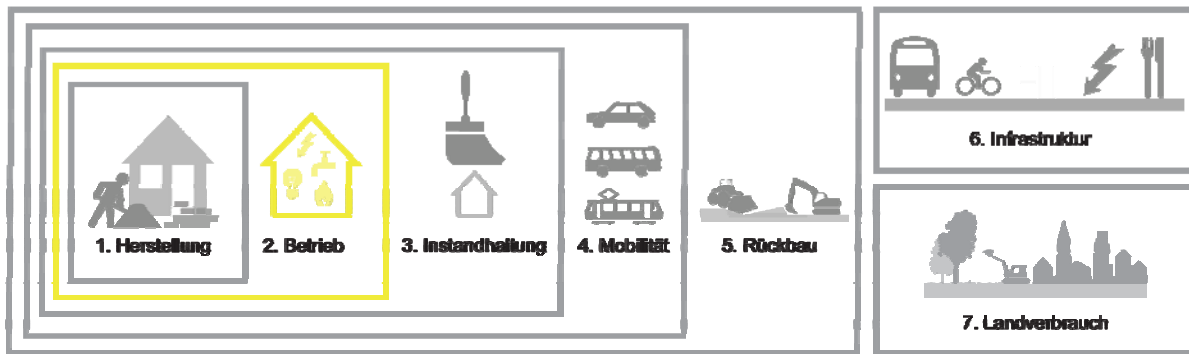 1. Herstellung
2. Betrieb
3. Instandhaltung
4. Mobilität
5. Rückbau
6. Infrastruktur
7. Landverbrauch